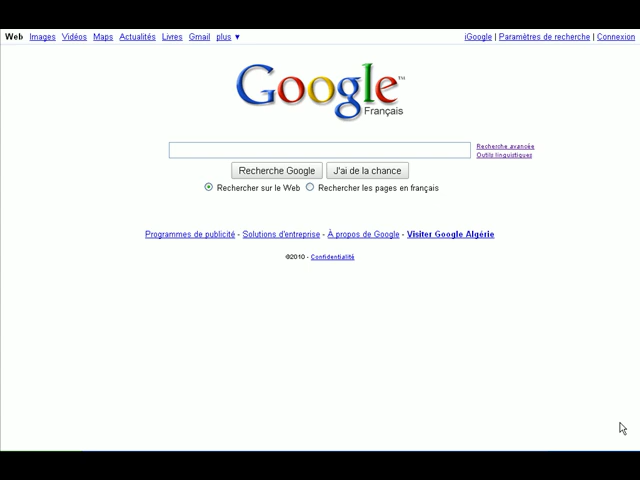 Web Images Vidéos Maps Actualités Livres Gmail plus ▼ iGoogle | Paramètres de recherche | Connexion
Google™
Français
Recherche avancée
Outils linguistiques
Recherche Google J'ai de la chance
Rechercher sur le Web Rechercher les pages en français
Programmes de publicité - Solutions d'entreprise - À propos de Google - Visiter Google Algérie
©2010 - Confidentialité